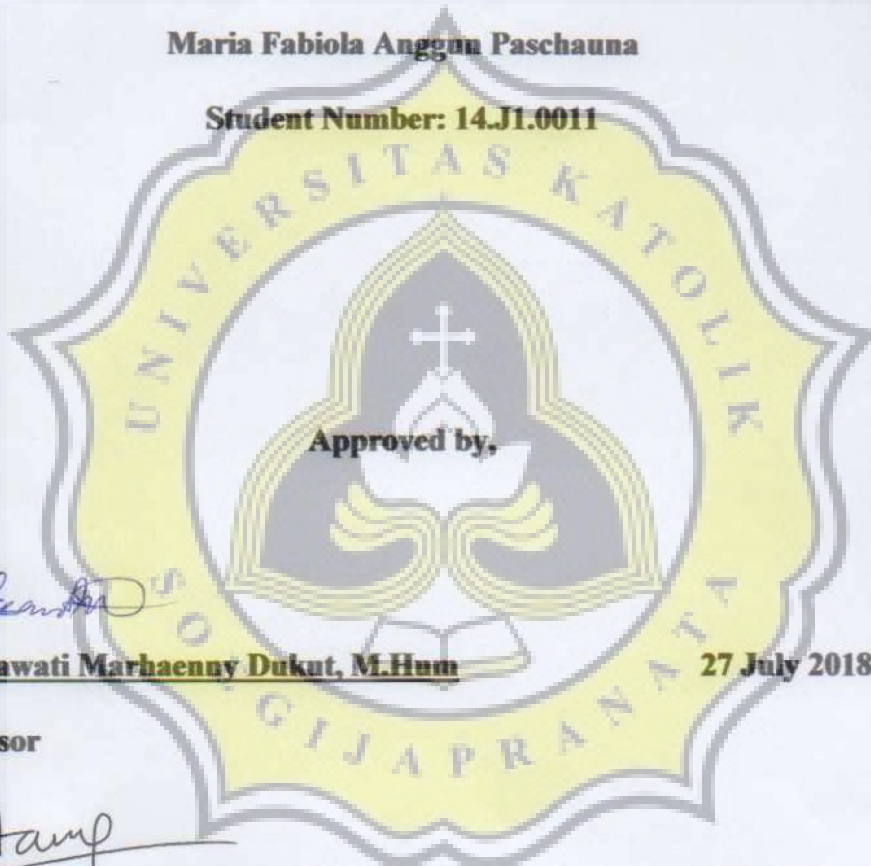 Maria Fabiola Anggun Paschauna
Student Number: 14.J1.0011
UNIVERSITAS KATOLIK
Approved by,
awati Marhaenny Dukut, M.Hum 27 July 2018
sor
SOEGIJAPRANATA